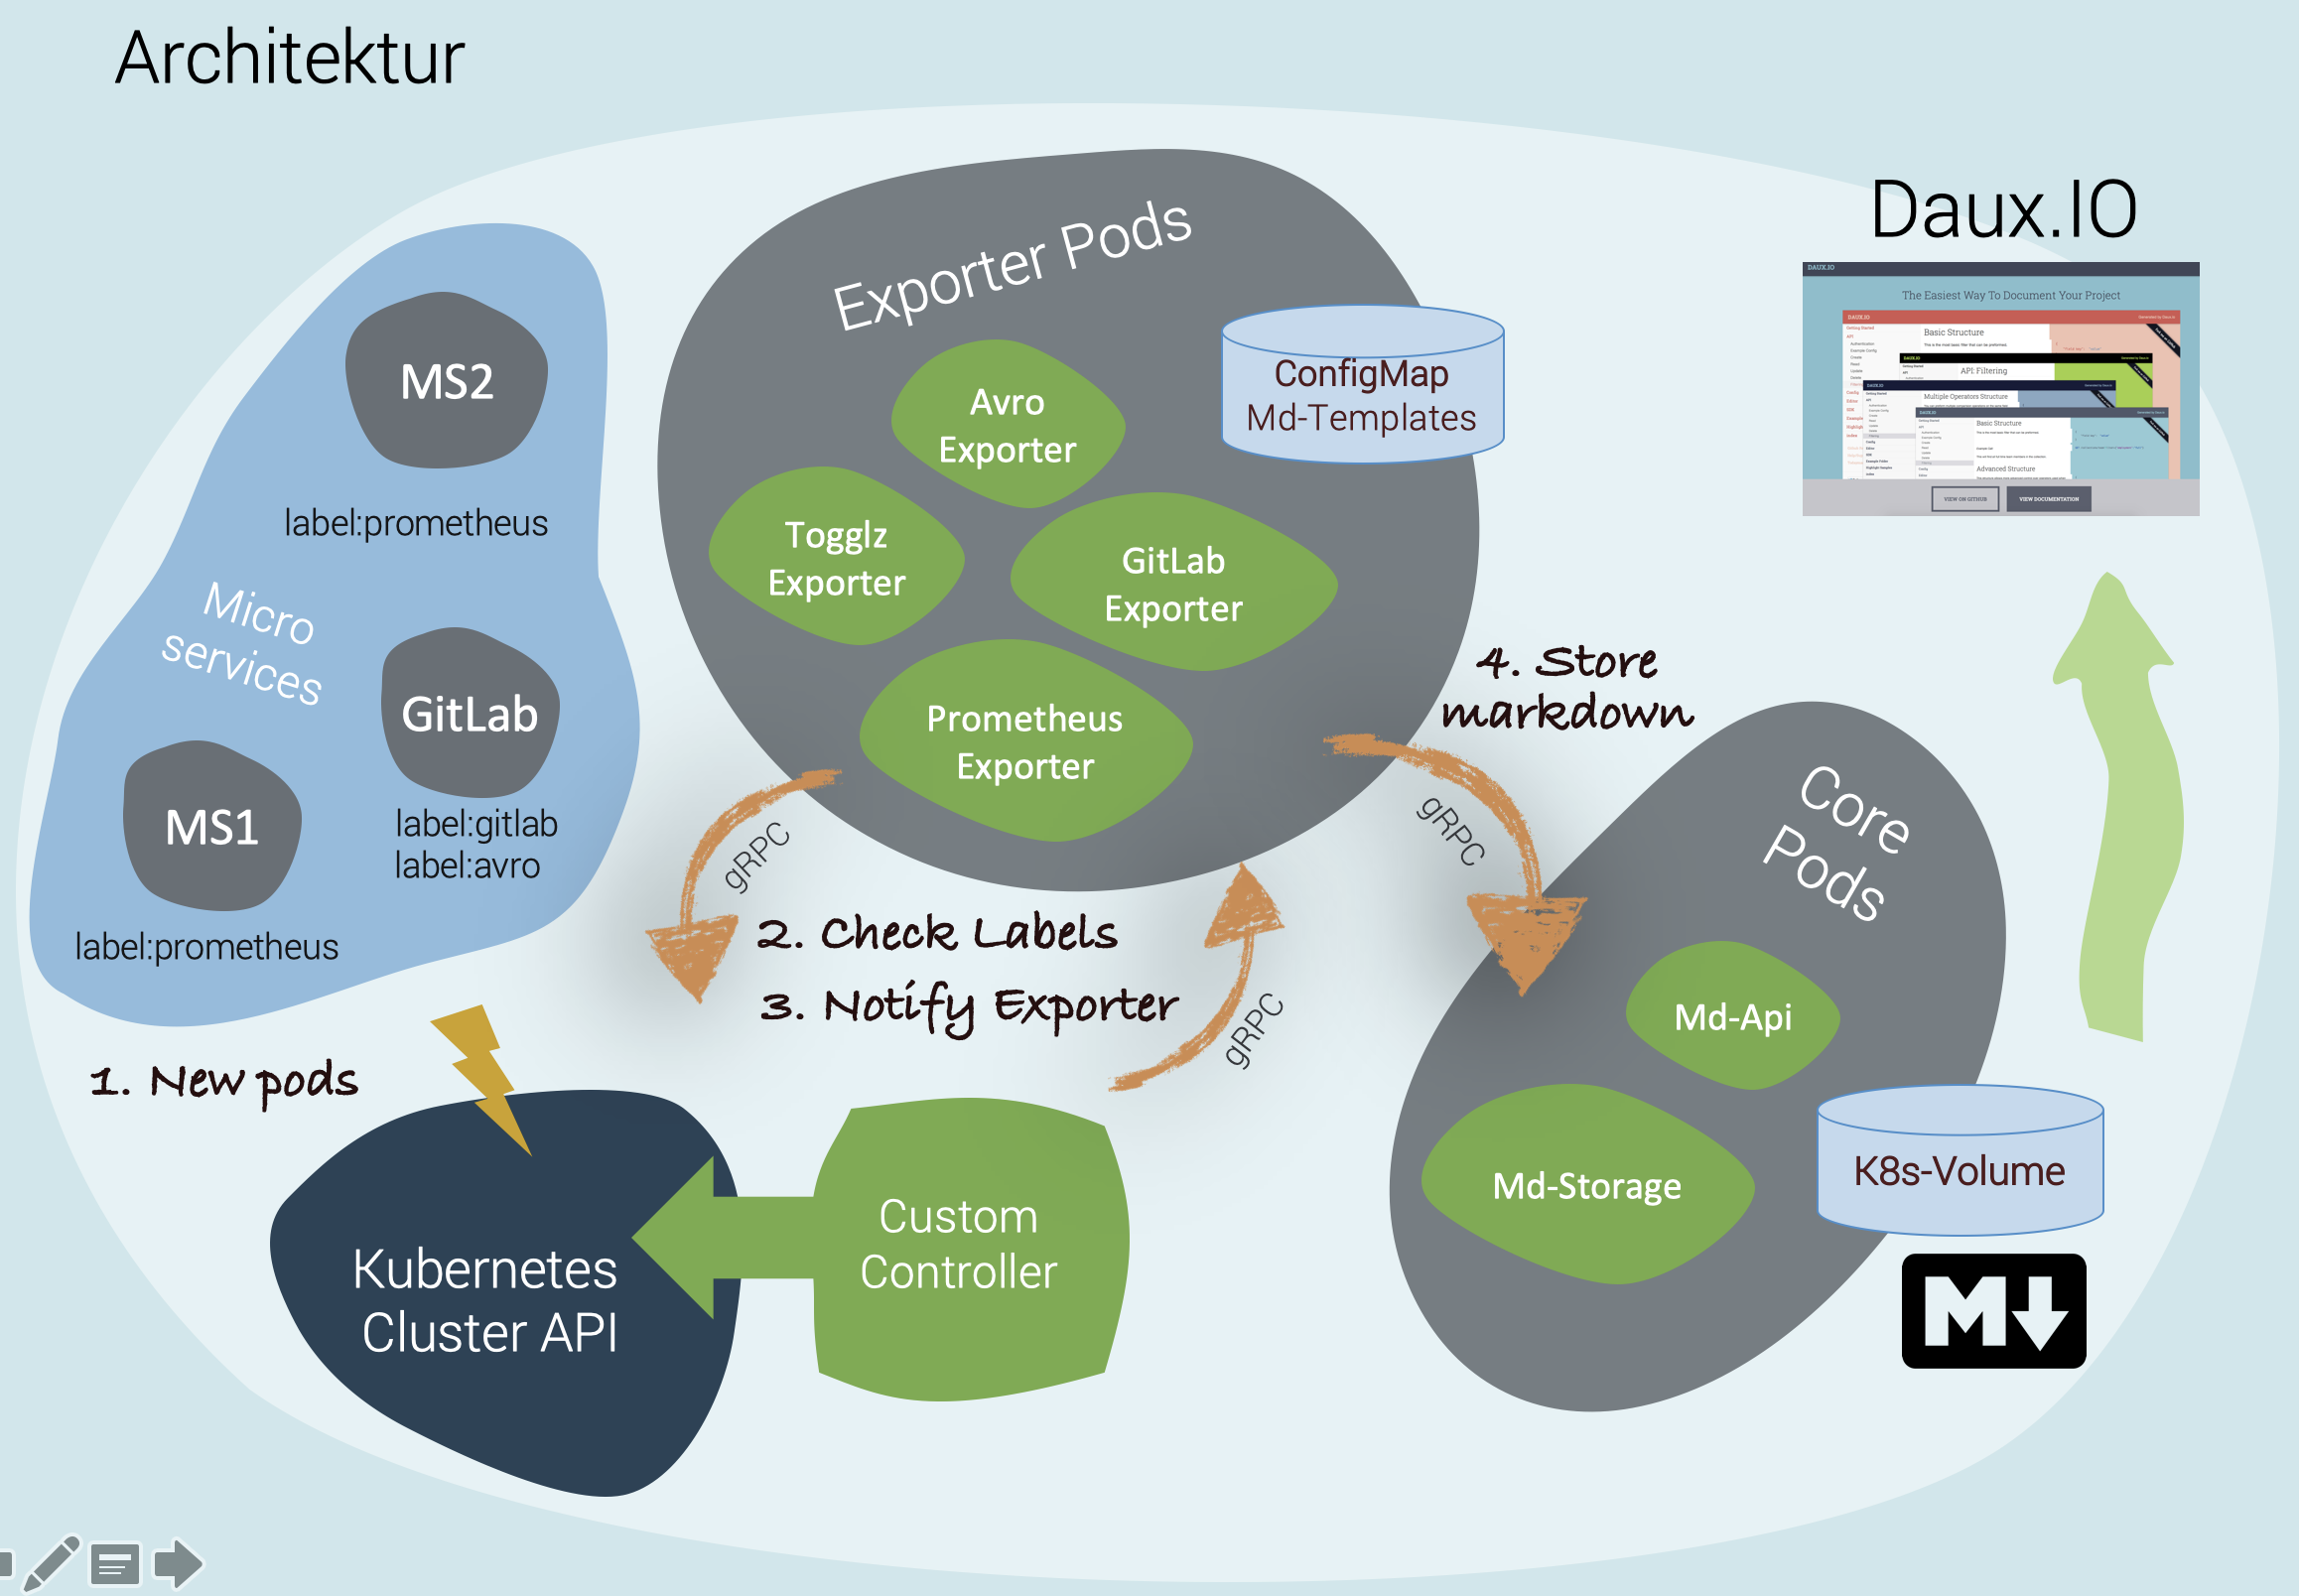 Architektur
Exporter Pods
Daux.IO
DAUX.IO
The Easiest Way To Document Your Project
DAUX.IO
Basic Structure
DAUX.IO
API: Filtering
Multiple Operators Structure
Basic Structure
Advanced Structure
VIEW ON GITHUB
VIEW DOCUMENTATION
MS2
label:prometheus
Micro
services
GitLab
label:gitlab
label:avro
MS1
label:prometheus
Avro
Exporter
Togglz
Exporter
GitLab
Exporter
Prometheus
Exporter
ConfigMap
Md-Templates
4. Store
markdown
gRPC
gRPC
2. Check Labels
3. Notify Exporter
gRPC
1. New pods
Kubernetes
Cluster API
Custom
Controller
Core
Pods
Md-Api
Md-Storage
K8s-Volume
M